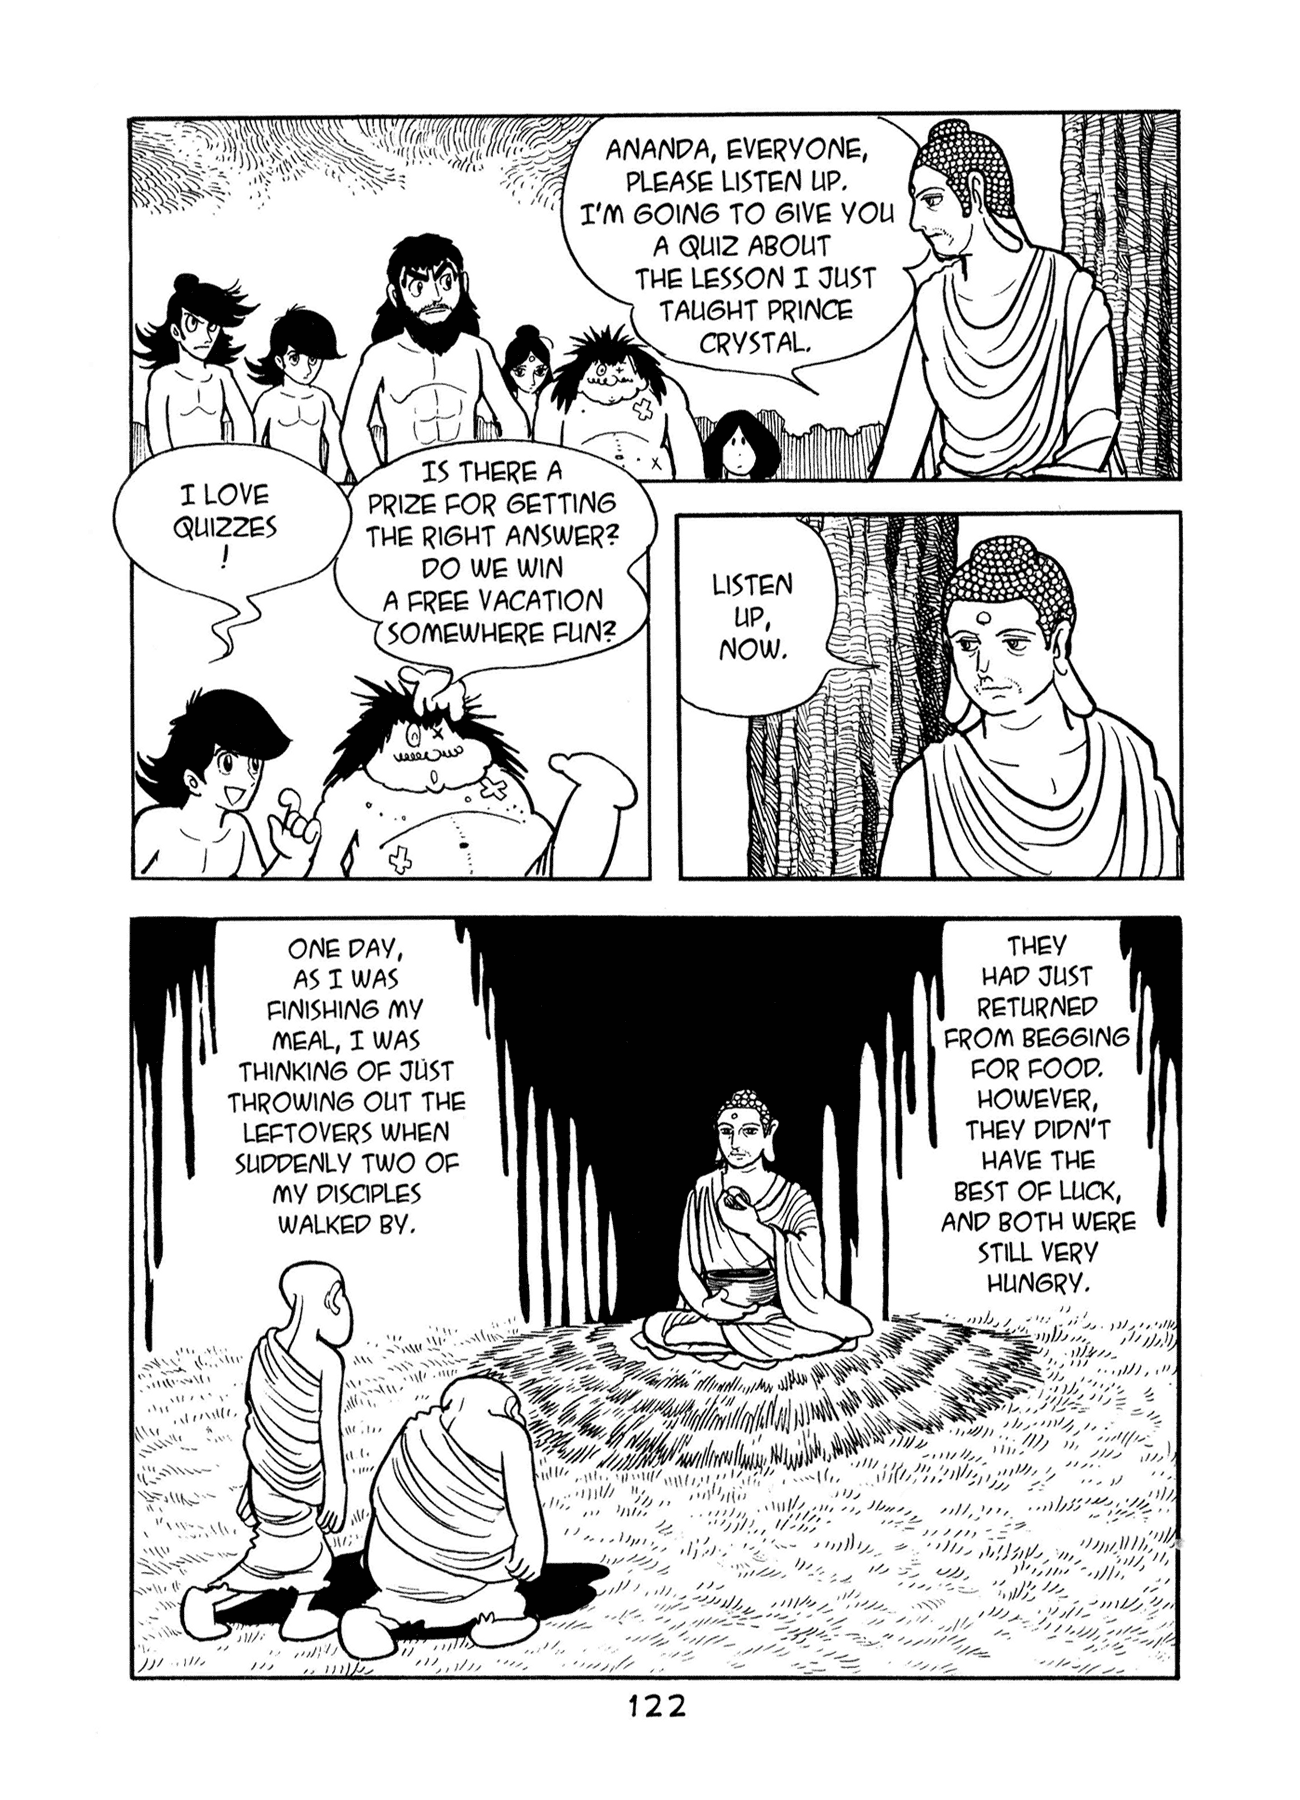 ANANDA, EVERYONE,
PLEASE LISTEN UP.
I'M GOING TO GIVE YOU
A QUIZ ABOUT
THE LESSON I JUST
TAUGHT PRINCE
CRYSTAL.
I LOVE
QUIZZES
!
IS THERE A
PRIZE FOR GETTING
THE RIGHT ANSWER?
DO WE WIN
A FREE VACATION
SOMEWHERE FUN?
LISTEN
UP,
NOW.
ONE DAY,
AS I WAS
FINISHING MY
MEAL, I WAS
THINKING OF JUST
THROWING OUT THE
LEFTOVERS WHEN
SUDDENLY TWO OF
MY DISCIPLES
WALKED BY.
THEY
HAD JUST
RETURNED
FROM BEGGING
FOR FOOD.
HOWEVER,
THEY DIDN'T
HAVE THE
BEST OF LUCK,
AND BOTH WERE
STILL VERY
HUNGRY.
122